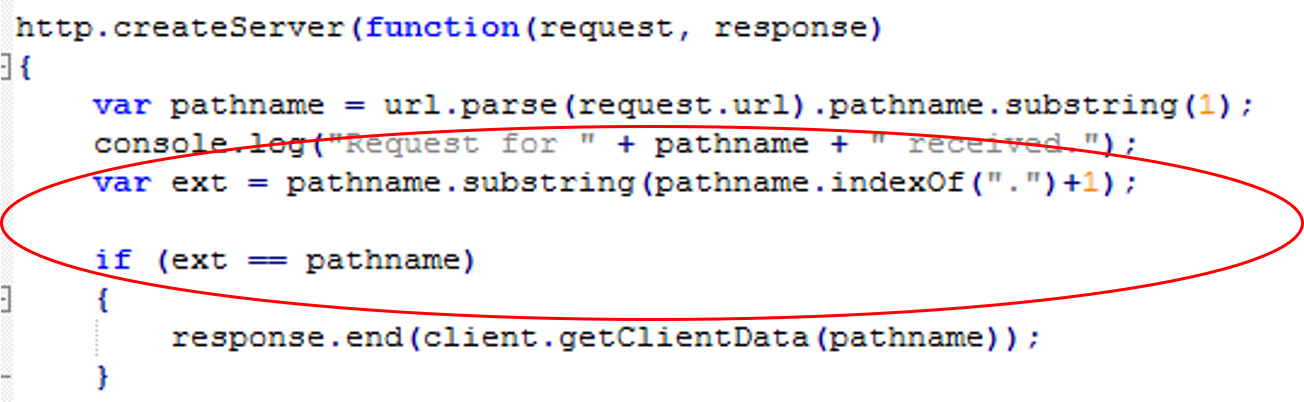 http.createServer(function(request, response)
{
var pathname = url.parse(request.url).pathname.substring(1);
console.log("Request for " + pathname + " received.");
var ext = pathname.substring(pathname.indexOf(".")+1);
if (ext == pathname)
{
response.end(client.getClientData(pathname));
}